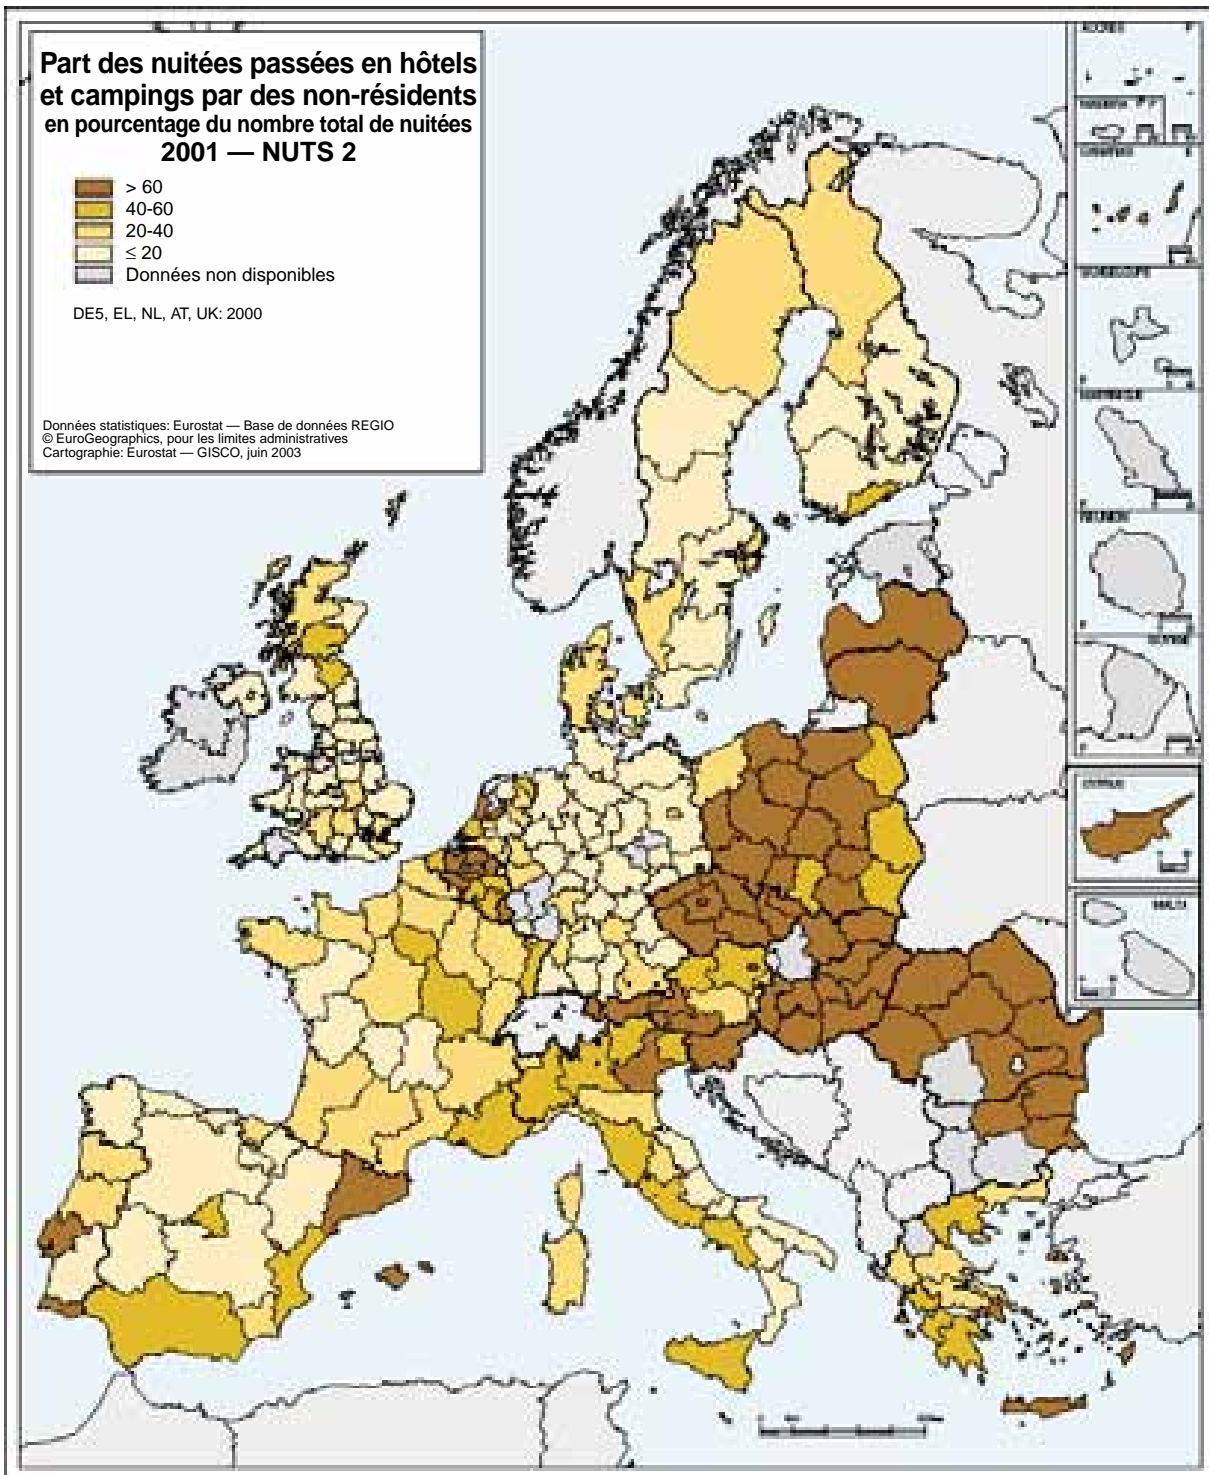 Part des nuitées passées en hôtels
et campings par des non-résidents
en pourcentage du nombre total de nuitées
2001 — NUTS 2
> 60
40-60
20-40
≤ 20
Données non disponibles
DE5, EL, NL, AT, UK: 2000
Données statistiques: Eurostat — Base de données REGIO
© EuroGeographics, pour les limites administratives
Cartographie: Eurostat — GISCO, juin 2003